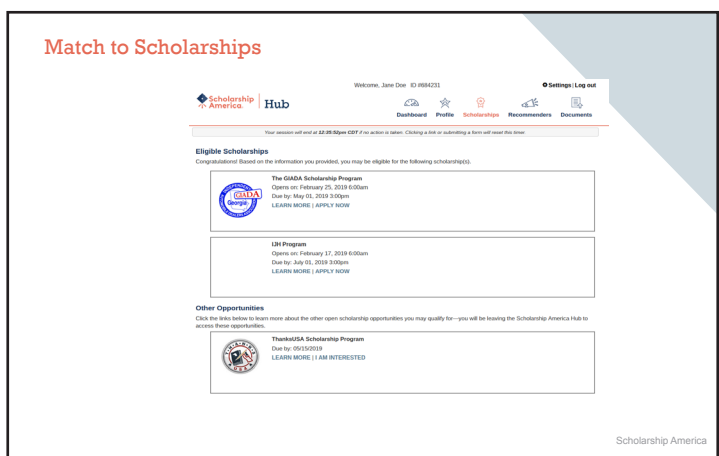 Match to Scholarships
Welcome, Jane Doe ID:#684231
Settings | Log out
Scholarship
America
Hub
Dashboard Profile Scholarships Recommenders Documents
Your session will end at 12:25:52pm CDT if no action is taken. Clicking a link or submitting a form will reset this timer
Eligible Scholarships
Congratulations! Based on the information you provided, you may be eligible for the following scholarship(s).
GIADA
Georgia
The GIADA Scholarship Program
Opens on: February 25, 2019 6:00am
Due by: May 01, 2019 3:00pm
LEARN MORE | APPLY NOW
IJH Program
Opens on: February 17, 2019 6:00am
Due by: July 01, 2019 3:00pm
LEARN MORE | APPLY NOW
Other Opportunities
Click the links below to learn more about the other open scholarship opportunities you may qualify for—you will be leaving the Scholarship America Hub to
access these opportunities.
THANKS
USA
ThanksUSA Scholarship Program
Due by: 05/15/2019
LEARN MORE | I AM INTERESTED
Scholarship America